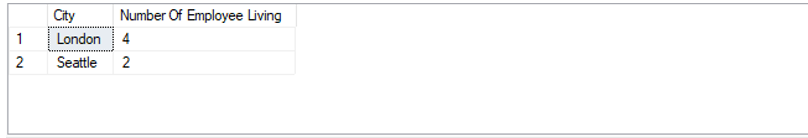 City Number Of Employee Living
1 London 4
2 Seattle 2